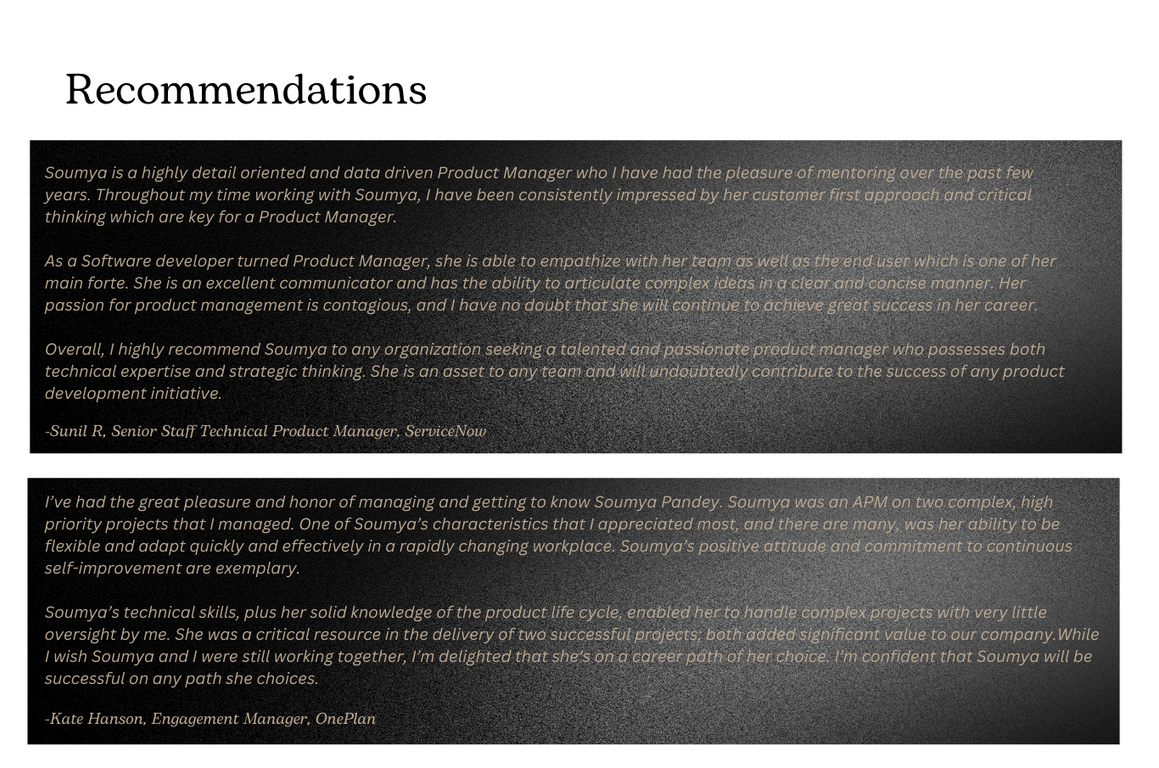 Recommendations
Soumya is a highly detail oriented and data driven Product Manager who I have had the pleasure of mentoring over the past few
years. Throughout my time working with Soumya, I have been consistently impressed by her customer first approach and critical
thinking which are key for a Product Manager.
As a Software developer turned Product Manager, she is able to empathize with her team as well as the end user which is one of her
main forte. She is an excellent communicator and has the ability to articulate complex ideas in a clear and concise manner. Her
passion for product management is contagious, and I have no doubt that she will continue to achieve great success in her career.
Overall, I highly recommend Soumya to any organization seeking a talented and passionate product manager who possesses both
technical expertise and strategic thinking. She is an asset to any team and will undoubtedly contribute to the success of any product
development initiative.
-Sunil R, Senior Staff Technical Product Manager, ServiceNow
I’ve had the great pleasure and honor of managing and getting to know Soumya Pandey. Soumya was an APM on two complex, high
priority projects that I managed. One of Soumya’s characteristics that I appreciated most, and there are many, was her ability to be
flexible and adapt quickly and effectively in a rapidly changing workplace. Soumya’s positive attitude and commitment to continuous
self-improvement are exemplary.
Soumya’s technical skills, plus her solid knowledge of the product life cycle, enabled her to handle complex projects with very little
oversight by me. She was a critical resource in the delivery of two successful projects; both added significant value to our company.While
I wish Soumya and I were still working together, I’m delighted that she’s on a career path of her choice. I’m confident that Soumya will be
successful on any path she choices.
-Kate Hanson, Engagement Manager, OnePlan